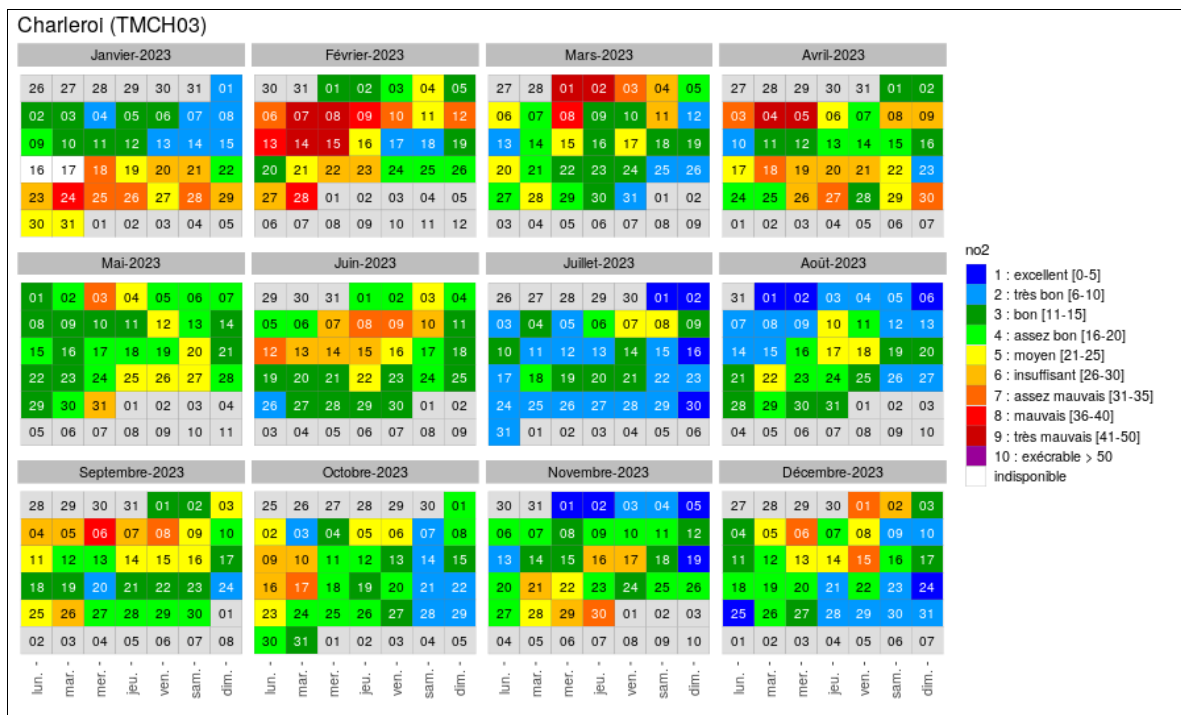 Charleroi (TMCH03)
Janvier-2023 Février-2023 Mars-2023 Avril-2023
26 27 28 29 30 31 01 30 31 01 02 03 04 05 27 28 01 02 03 04 05 27 28 29 30 31 01 02
02 03 04 05 06 07 08 06 07 08 09 10 11 12 06 07 08 09 10 11 12 03 04 05 06 07 08 09
09 10 11 12 13 14 15 13 14 15 16 17 18 19 13 14 15 16 17 18 19 10 11 12 13 14 15 16
16 17 18 19 20 21 22 20 21 22 23 24 25 26 20 21 22 23 24 25 26 17 18 19 20 21 22 23
23 24 25 26 27 28 29 27 28 01 02 03 04 05 27 28 29 30 31 01 02 24 25 26 27 28 29 30
30 31 01 02 03 04 05 06 07 08 09 10 11 12 03 04 05 06 07 08 09 01 02 03 04 05 06 07
Mai-2023 Juin-2023 Juillet-2023 Août-2023
01 02 03 04 05 06 07 29 30 31 01 02 03 04 26 27 28 29 30 01 02 31 01 02 03 04 05 06
08 09 10 11 12 13 14 05 06 07 08 09 10 11 03 04 05 06 07 08 09 07 08 09 10 11 12 13
15 16 17 18 19 20 21 12 13 14 15 16 17 18 10 11 12 13 14 15 16 14 15 16 17 18 19 20
22 23 24 25 26 27 28 19 20 21 22 23 24 25 17 18 19 20 21 22 23 21 22 23 24 25 26 27
29 30 31 01 02 03 04 26 27 28 29 30 01 02 24 25 26 27 28 29 30 28 29 30 31 01 02 03
05 06 07 08 09 10 11 03 04 05 06 07 08 09 31 01 02 03 04 05 06 04 05 06 07 08 09 10
Septembre-2023 Octobre-2023 Novembre-2023 Décembre-2023
28 29 30 31 01 02 03 25 26 27 28 29 30 01 30 31 01 02 03 04 05 27 28 29 30 01 02 03
04 05 06 07 08 09 10 02 03 04 05 06 07 08 06 07 08 09 10 11 12 04 05 06 07 08 09 10
11 12 13 14 15 16 17 09 10 11 12 13 14 15 13 14 15 16 17 18 19 11 12 13 14 15 16 17
18 19 20 21 22 23 24 16 17 18 19 20 21 22 20 21 22 23 24 25 26 18 19 20 21 22 23 24
25 26 27 28 29 30 01 23 24 25 26 27 28 29 27 28 29 30 01 02 03 25 26 27 28 29 30 31
02 03 04 05 06 07 08 30 31 01 02 03 04 05 04 05 06 07 08 09 10 01 02 03 04 05 06 07
lun. mar. mer. jeu. ven. sam. dim. lun. mar. mer. jeu. ven. sam. dim. lun. mar. mer. jeu. ven. sam. dim. lun. mar. mer. jeu. ven. sam. dim.
no2
1 : excellent [0-5]
2 : très bon [6-10]
3 : bon [11-15]
4 : assez bon [16-20]
5 : moyen [21-25]
6 : insuffisant [26-30]
7 : assez mauvais [31-35]
8 : mauvais [36-40]
9 : très mauvais [41-50]
10 : exécrable > 50
indisponible